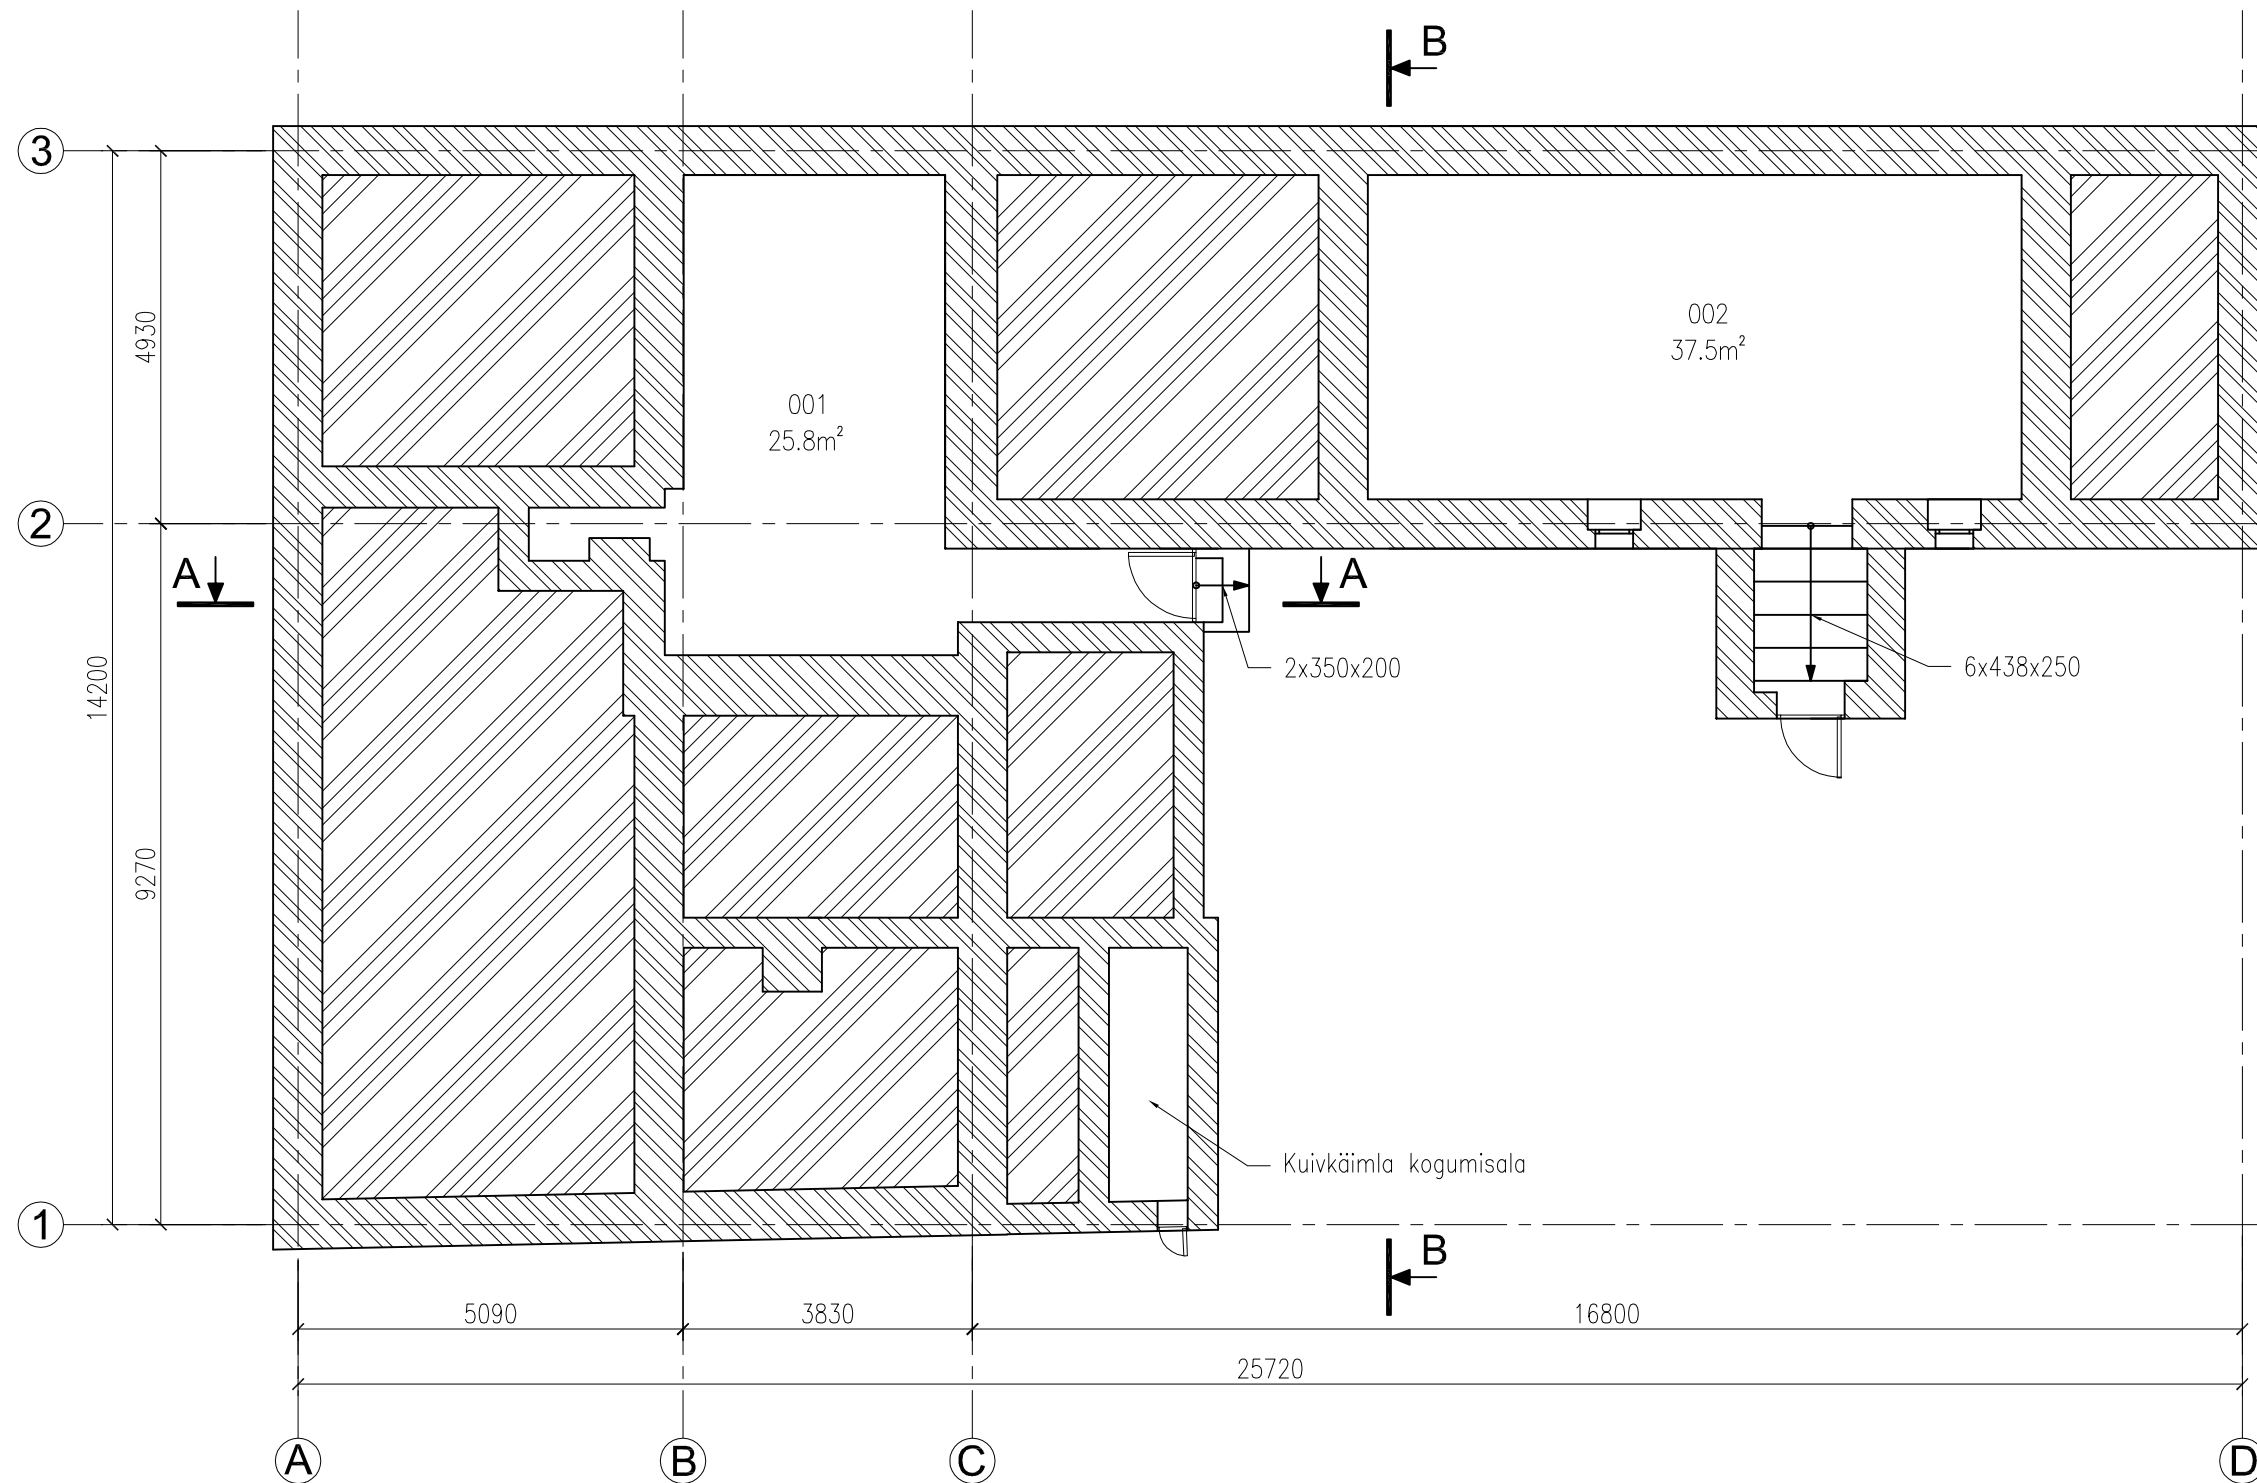 B
3
4930
002
37.5m²
001
25.8m²
2
A
A
14200
2x350x200
6x438x250
9270
Kuivkäimla kogumisala
1
B
5090
3830
16800
25720
A
B
C
D